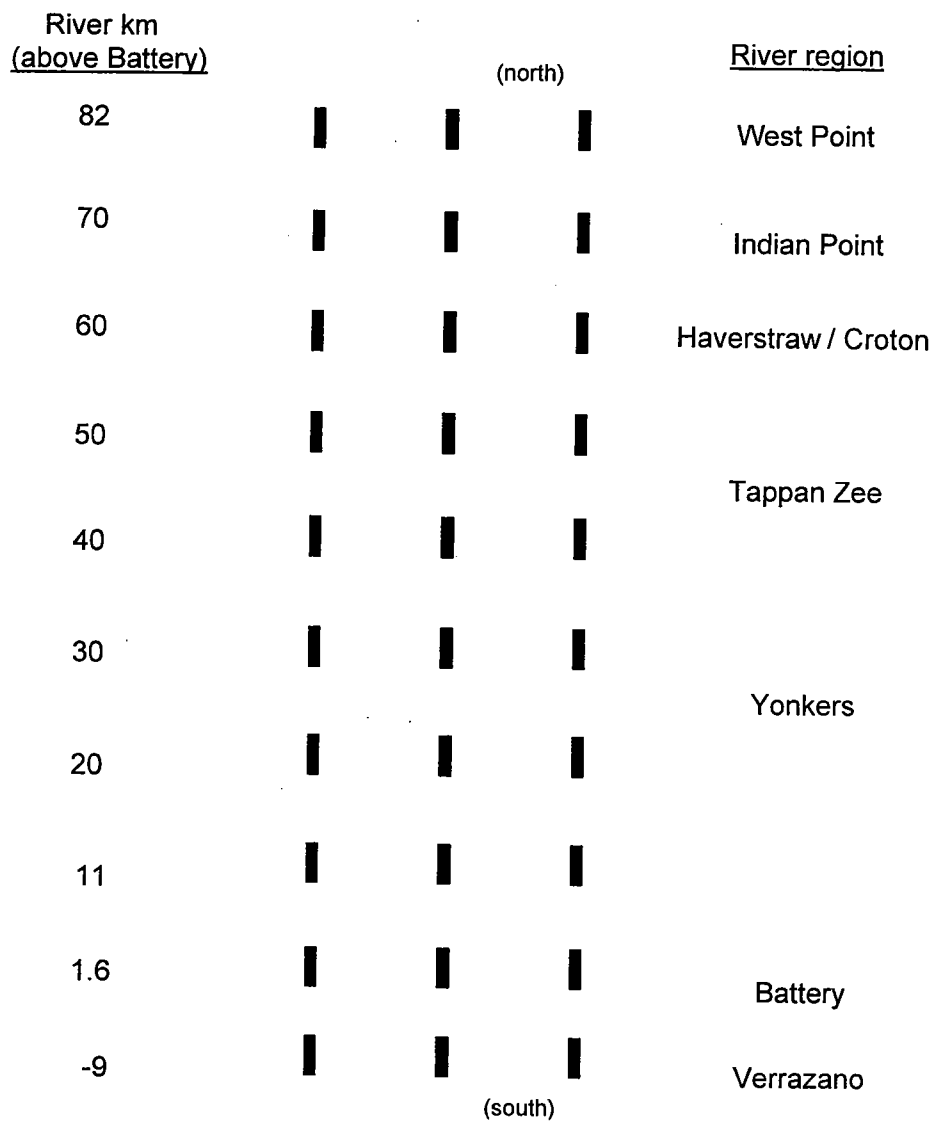 River km
(above Battery)
(north)
River region
82
West Point
70
Indian Point
60
Haverstraw / Croton
50
Tappan Zee
40
30
Yonkers
20
11
1.6
Battery
-9
Verrazano
(south)